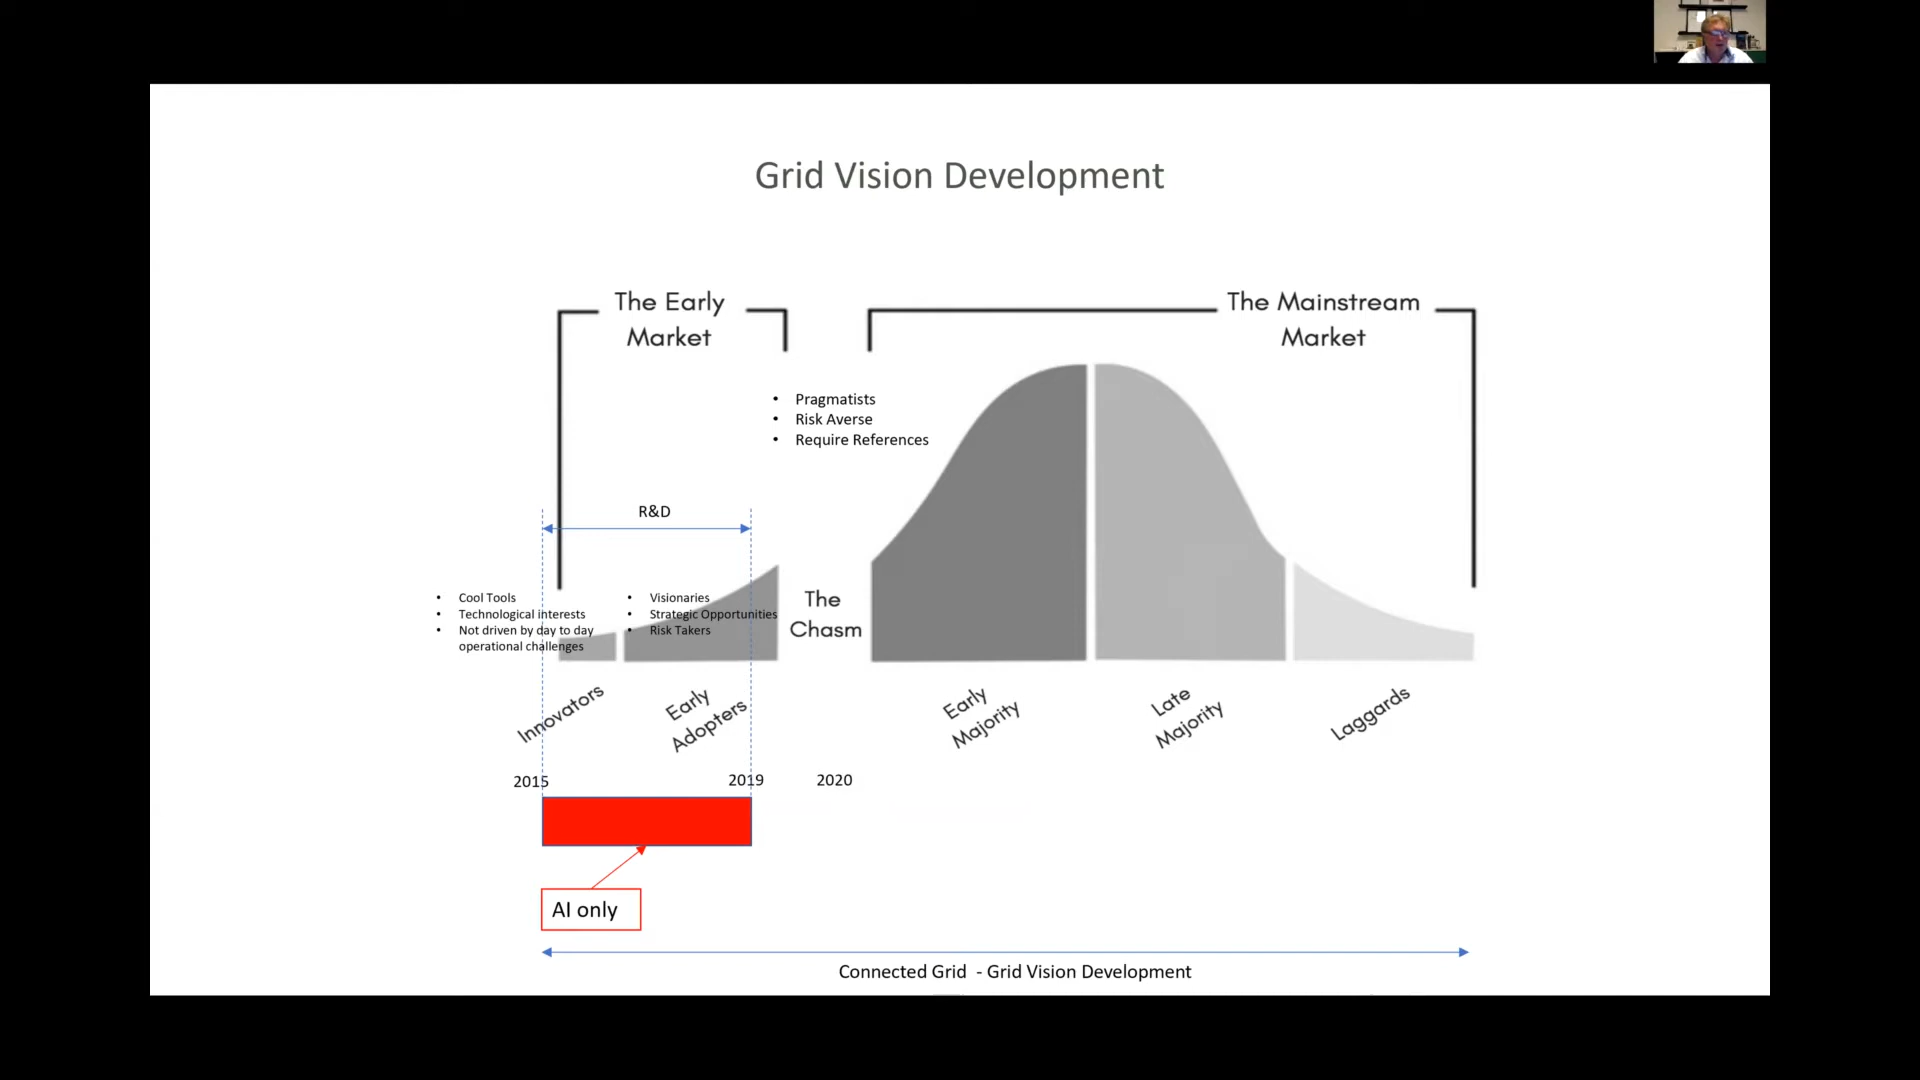 Grid Vision Development
The Early
Market
The Mainstream
Market
• Pragmatists
• Risk Averse
• Require References
R&D
• Cool Tools
• Technological interests
• Not driven by day to day
operational challenges
• Visionaries
• Strategic Opportunities
• Risk Takers
The
Chasm
Innovators
Early
Adopters
Early
Majority
Late
Majority
Laggards
2015
2019
2020
AI only
Connected Grid - Grid Vision Development